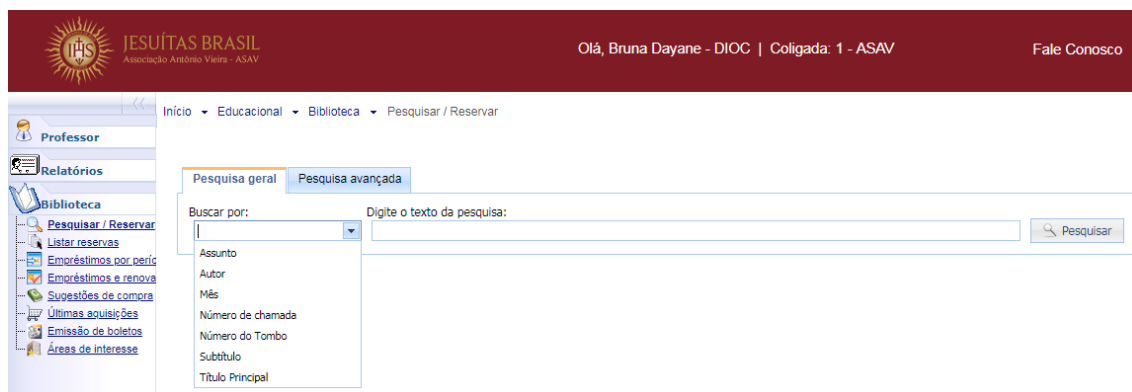 JESUÍTAS BRASIL
Associação Antônio Vieira - ASAV
Olá, Bruna Dayane - DIOC | Coligada: 1 - ASAV
Fale Conosco
Início Educacional Biblioteca Pesquisar / Reservar
Professor
Relatórios
Biblioteca
Pesquisar / Reservar
Listar reservas
Empréstimos por perío
Empréstimos e renova
Sugestões de compra
Últimas aquisições
Emissão de boletos
Áreas de interesse
Pesquisa geral Pesquisa avançada
Buscar por: Digite o texto da pesquisa:
Pesquisar
Assunto
Autor
Mês
Número de chamada
Número do Tombo
Subtítulo
Título Principal
IHS